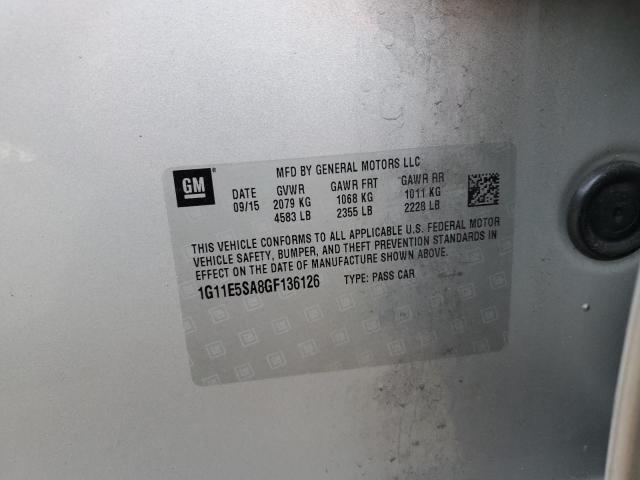 MFD BY GENERAL MOTORS LLC
GM DATE GVWR GAWR FRT GAWR RR
09/15 2079 KG 1068 KG 1011 KG
4583 LB 2355 LB 2228 LB
THIS VEHICLE CONFORMS TO ALL APPLICABLE U.S. FEDERAL MOTOR
VEHICLE SAFETY, BUMPER, AND THEFT PREVENTION STANDARDS IN
EFFECT ON THE DATE OF MANUFACTURE SHOWN ABOVE.
1G11E5SA8GF136126 TYPE: PASS CAR